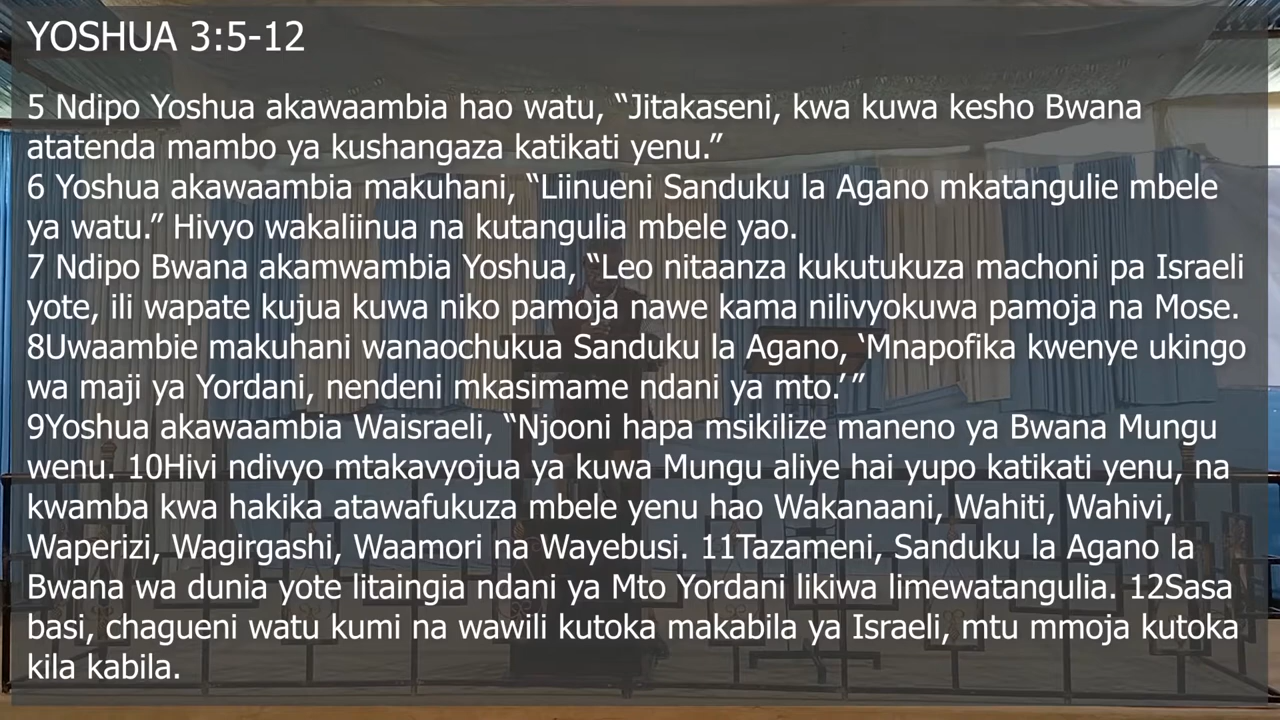 YOSHUA 3:5-12
5 Ndipo Yoshua akawaambia hao watu, “Jitakaseni, kwa kuwa kesho Bwana
atatenda mambo ya kushangaza katikati yenu.”
6 Yoshua akawaambia makuhani, “Liinueni Sanduku la Agano mkatangulie mbele
ya watu.” Hivyo wakaliinua na kutangulia mbele yao.
7 Ndipo Bwana akamwambia Yoshua, “Leo nitaanza kukutukuza machoni pa Israeli
yote, ili wapate kujua kuwa niko pamoja nawe kama nilivyokuwa pamoja na Mose.
8Uwaambie makuhani wanaochukua Sanduku la Agano, ‘Mnapofika kwenye ukingo
wa maji ya Yordani, nendeni mkasimame ndani ya mto.’ ”
9Yoshua akawaambia Waisraeli, “Njooni hapa msikilize maneno ya Bwana Mungu
wenu. 10Hivi ndivyo mtakavyojua ya kuwa Mungu aliye hai yupo katikati yenu, na
kwamba kwa hakika atawafukuza mbele yenu hao Wakanaani, Wahiti, Wahivi,
Waperizi, Wagirgashi, Waamori na Wayebusi. 11Tazameni, Sanduku la Agano la
Bwana wa dunia yote litaingia ndani ya Mto Yordani likiwa limewatangulia. 12Sasa
basi, chagueni watu kumi na wawili kutoka makabila ya Israeli, mtu mmoja kutoka
kila kabila.